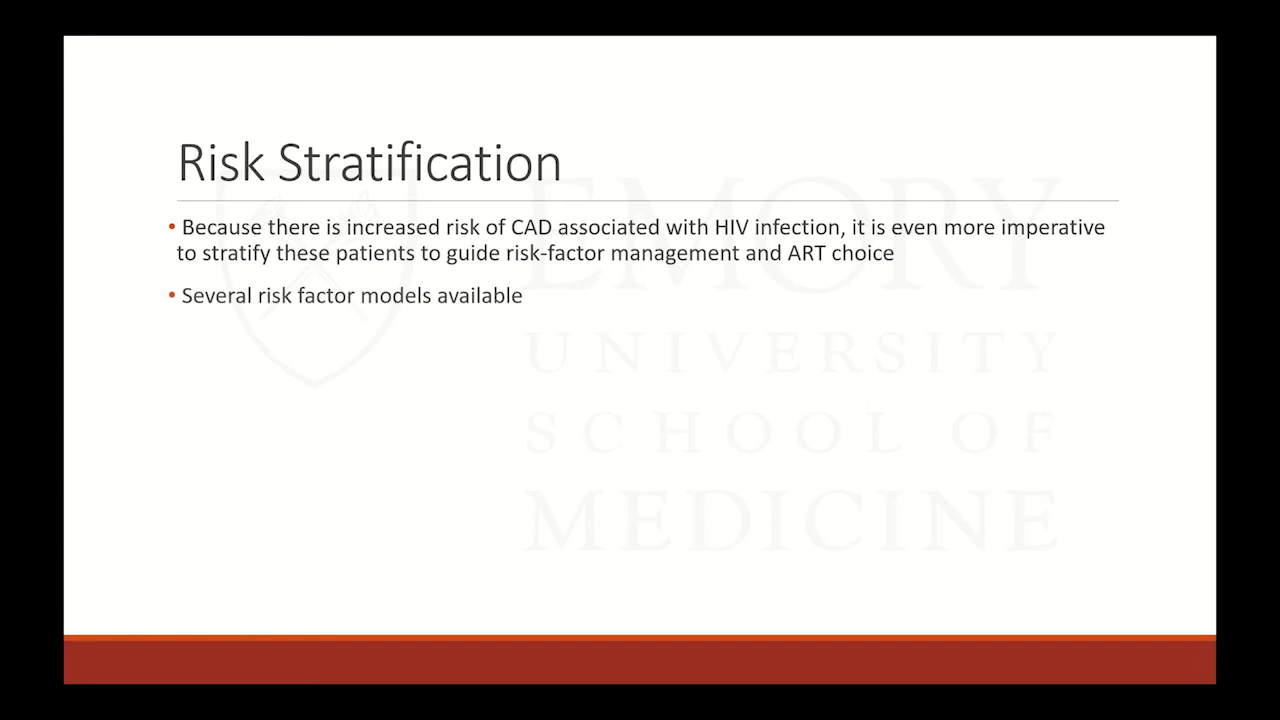 Risk Stratification
• Because there is increased risk of CAD associated with HIV infection, it is even more imperative
to stratify these patients to guide risk-factor management and ART choice
• Several risk factor models available
EMORY
UNIVERSITY
SCHOOL OF
MEDICINE